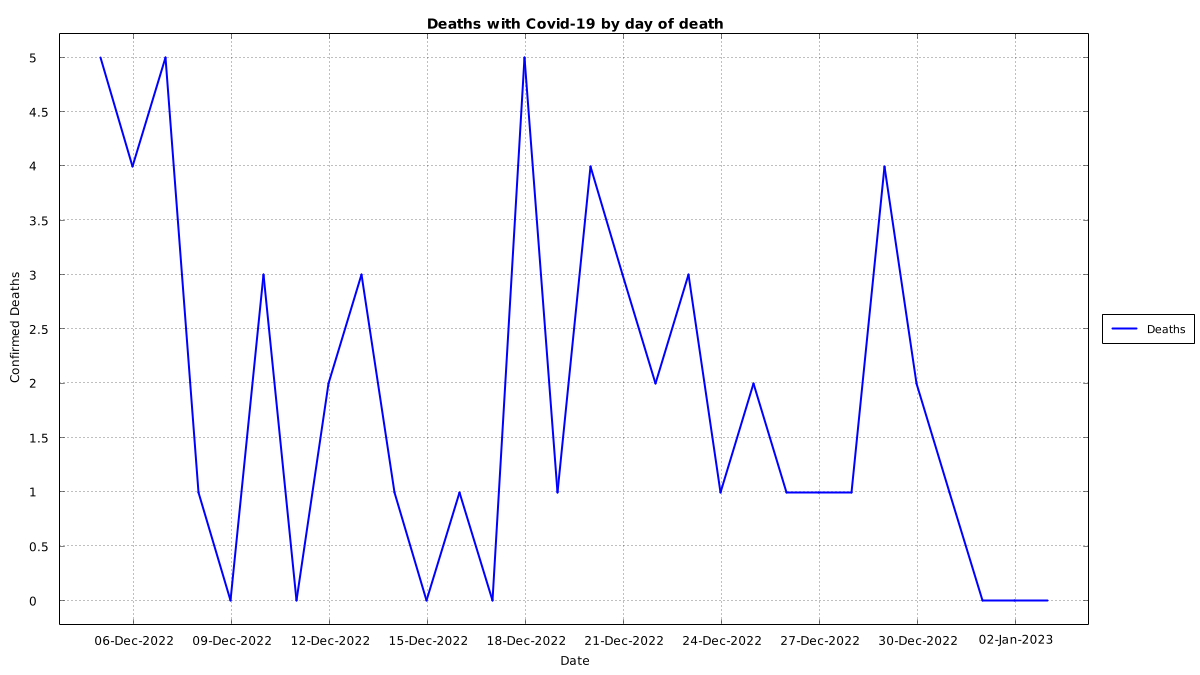 Deaths with Covid-19 by day of death
Confirmed Deaths
5
4.5
4
3.5
3
2.5
2
1.5
1
0.5
0
06-Dec-2022 09-Dec-2022 12-Dec-2022 15-Dec-2022 18-Dec-2022 21-Dec-2022 24-Dec-2022 27-Dec-2022 30-Dec-2022 02-Jan-2023
Date
Deaths